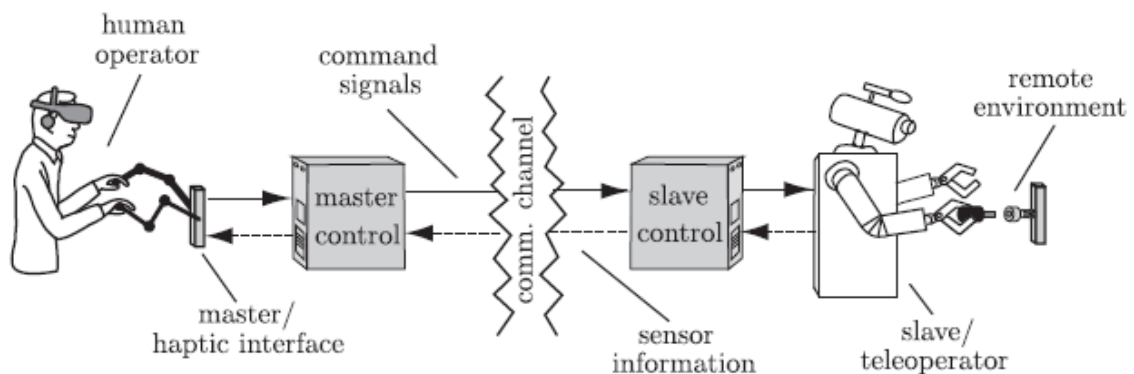 human
operator
command
signals
comm. channel
remote
environment
master
control
slave
control
master/
haptic interface
sensor
information
slave/
teleoperator